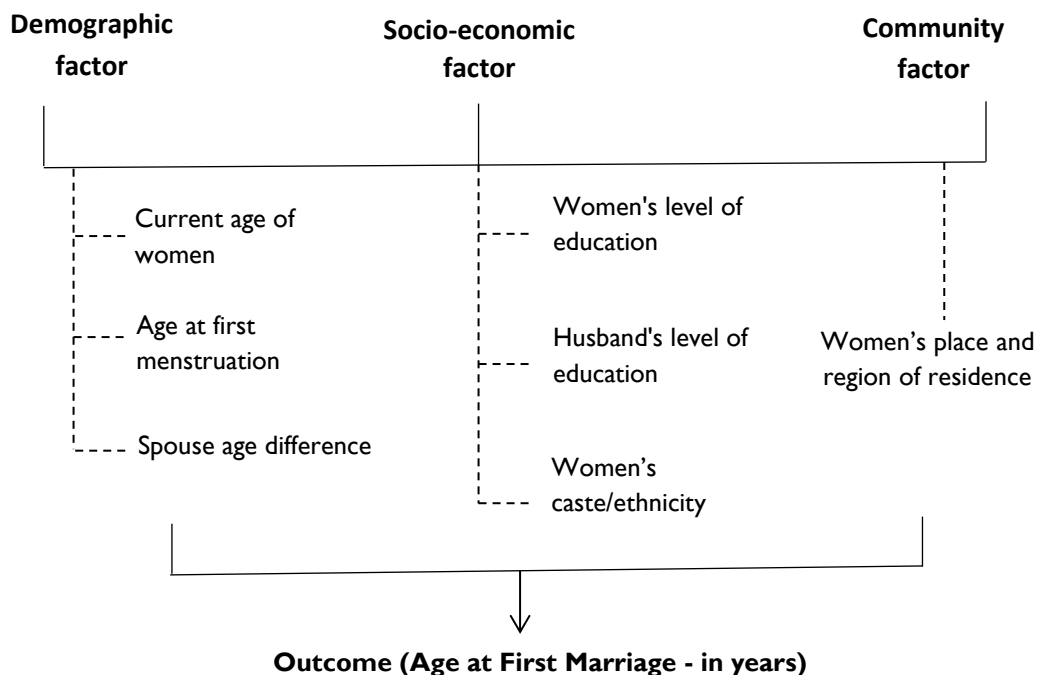 Demographic
factor
Socio-economic
factor
Community
factor
Current age of
women
Age at first
menstruation
Spouse age difference
Women's level of
education
Husband's level of
education
Women’s
caste/ethnicity
Women’s place and
region of residence
Outcome (Age at First Marriage - in years)